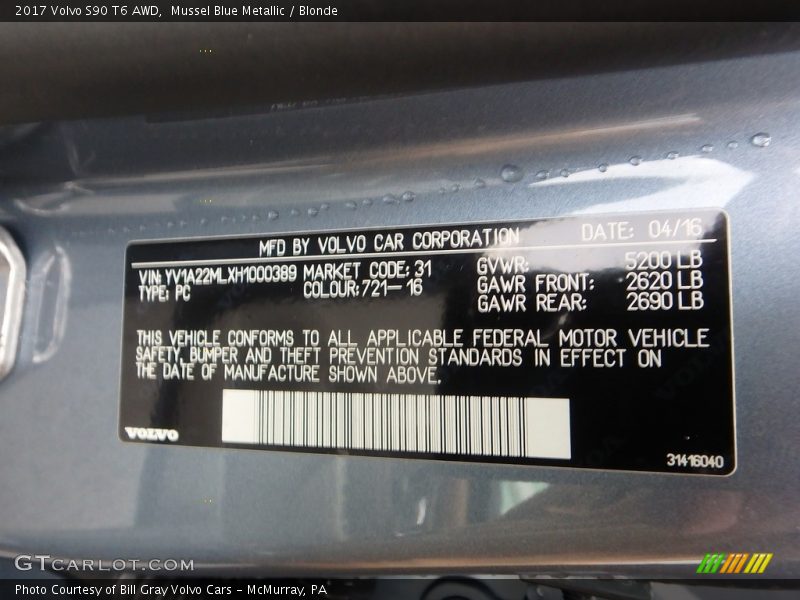 2017 Volvo S90 T6 AWD,  Mussel Blue Metallic / Blonde
MFD BY VOLVO CAR CORPORATION DATE: 04/16
VIN: YV1A22MLXH1000389 MARKET CODE: 31 GVWR: 5200 LB
TYPE: PC COLOUR: 721-16 GAWR FRONT: 2620 LB
GAWR REAR: 2690 LB
THIS VEHICLE CONFORMS TO ALL APPLICABLE FEDERAL MOTOR VEHICLE
SAFETY, BUMPER AND THEFT PREVENTION STANDARDS IN EFFECT ON
THE DATE OF MANUFACTURE SHOWN ABOVE.
VOLVO
31416040
GTCARLOT.COM
Photo Courtesy of Bill Gray Volvo Cars - McMurray, PA